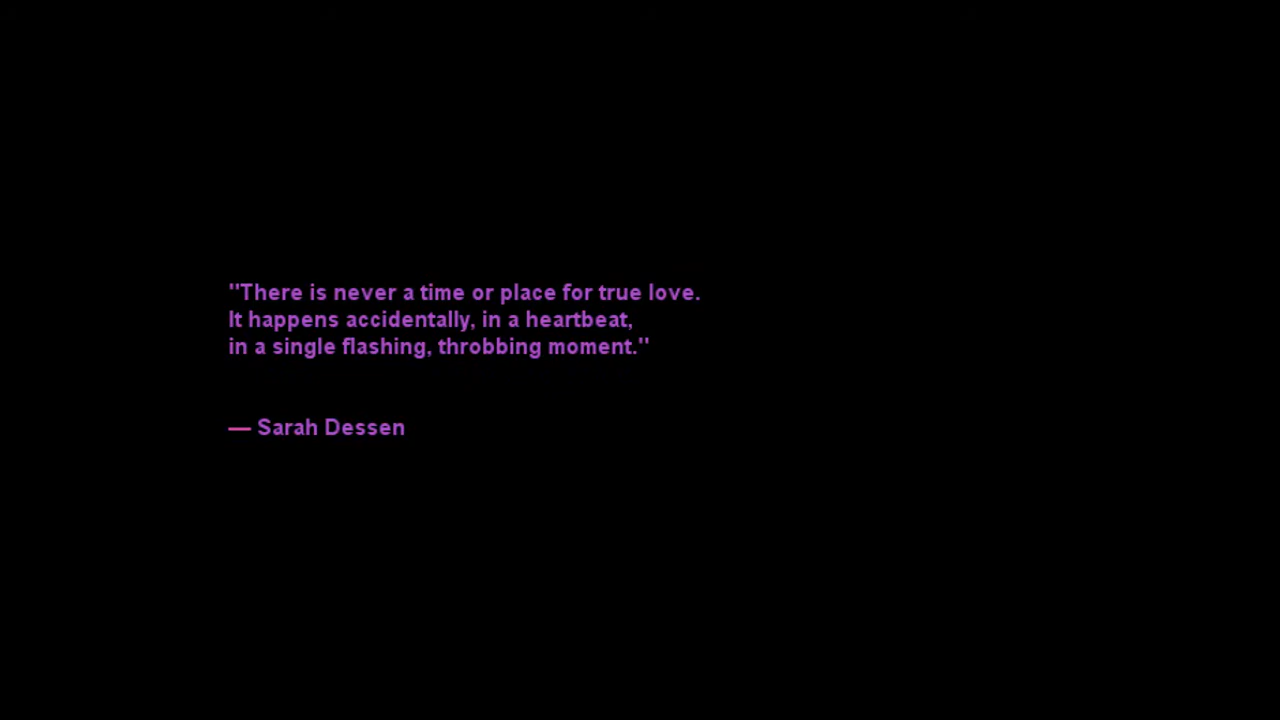 "There is never a time or place for true love.
It happens accidentally, in a heartbeat,
in a single flashing, throbbing moment."
— Sarah Dessen